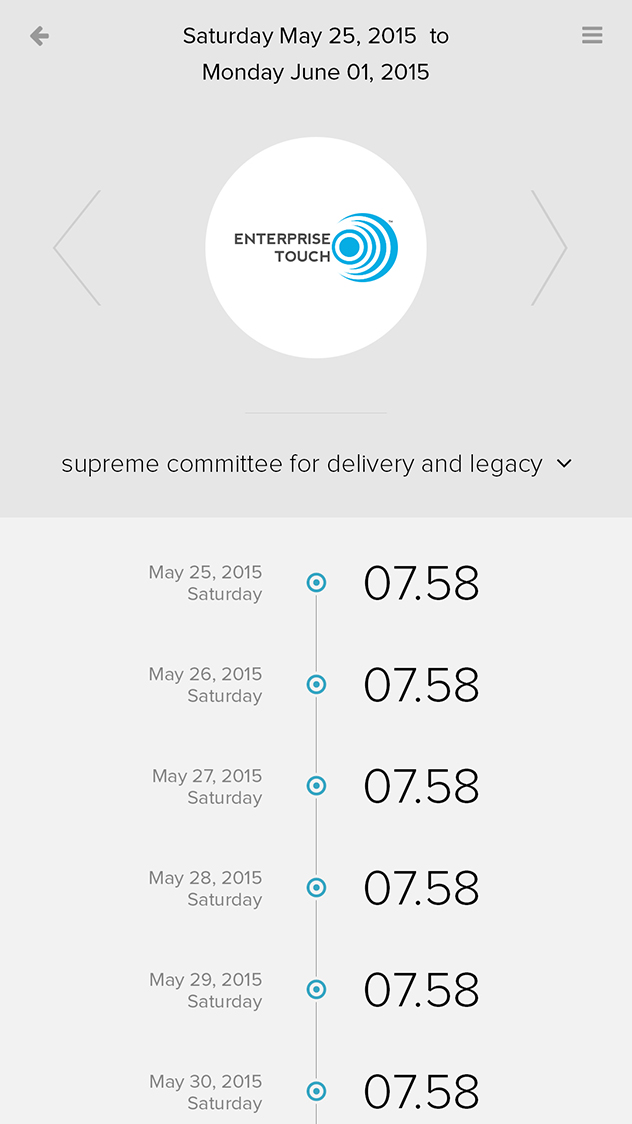 Saturday May 25, 2015 to
Monday June 01, 2015
ENTERPRISE
TOUCH
™
supreme committee for delivery and legacy
May 25, 2015
Saturday
07.58
May 26, 2015
Saturday
07.58
May 27, 2015
Saturday
07.58
May 28, 2015
Saturday
07.58
May 29, 2015
Saturday
07.58
May 30, 2015
Saturday
07.58